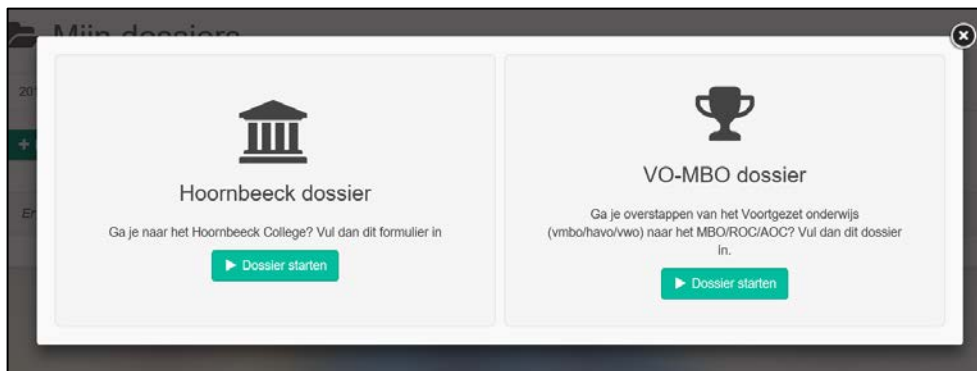 Mijn dossiers
Hoornbeeck dossier
Ga je naar het Hoornbeeck College? Vul dan dit formulier in
Dossier starten
VO-MBO dossier
Ga je overstappen van het Voortgezet onderwijs
(vmbo/havo/vwo) naar het MBO/ROC/AOC? Vul dan dit dossier
in.
Dossier starten